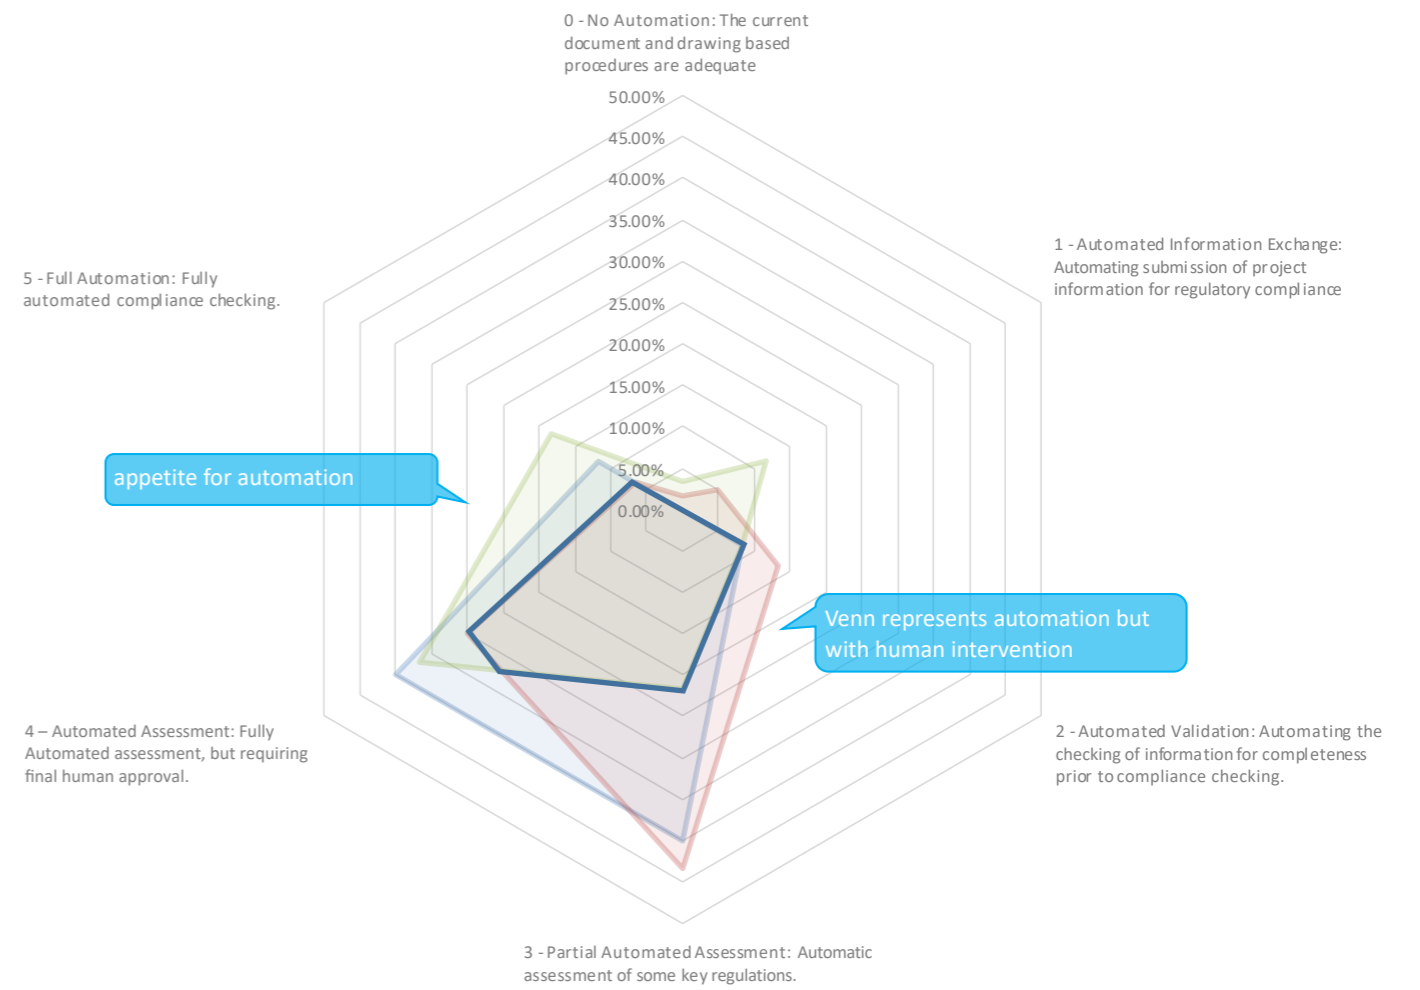 0 - No Automation: The current
document and drawing based
procedures are adequate
50.00%
45.00%
40.00%
35.00%
30.00%
25.00%
20.00%
15.00%
10.00%
5.00%
0.00%
1 - Automated Information Exchange:
Automating submission of project
information for regulatory compliance
5 - Full Automation: Fully
automated compliance checking.
appetite for automation
Venn represents automation but
with human intervention
4 – Automated Assessment: Fully
Automated assessment, but requiring
final human approval.
2 - Automated Validation: Automating the
checking of information for completeness
prior to compliance checking.
3 - Partial Automated Assessment: Automatic
assessment of some key regulations.